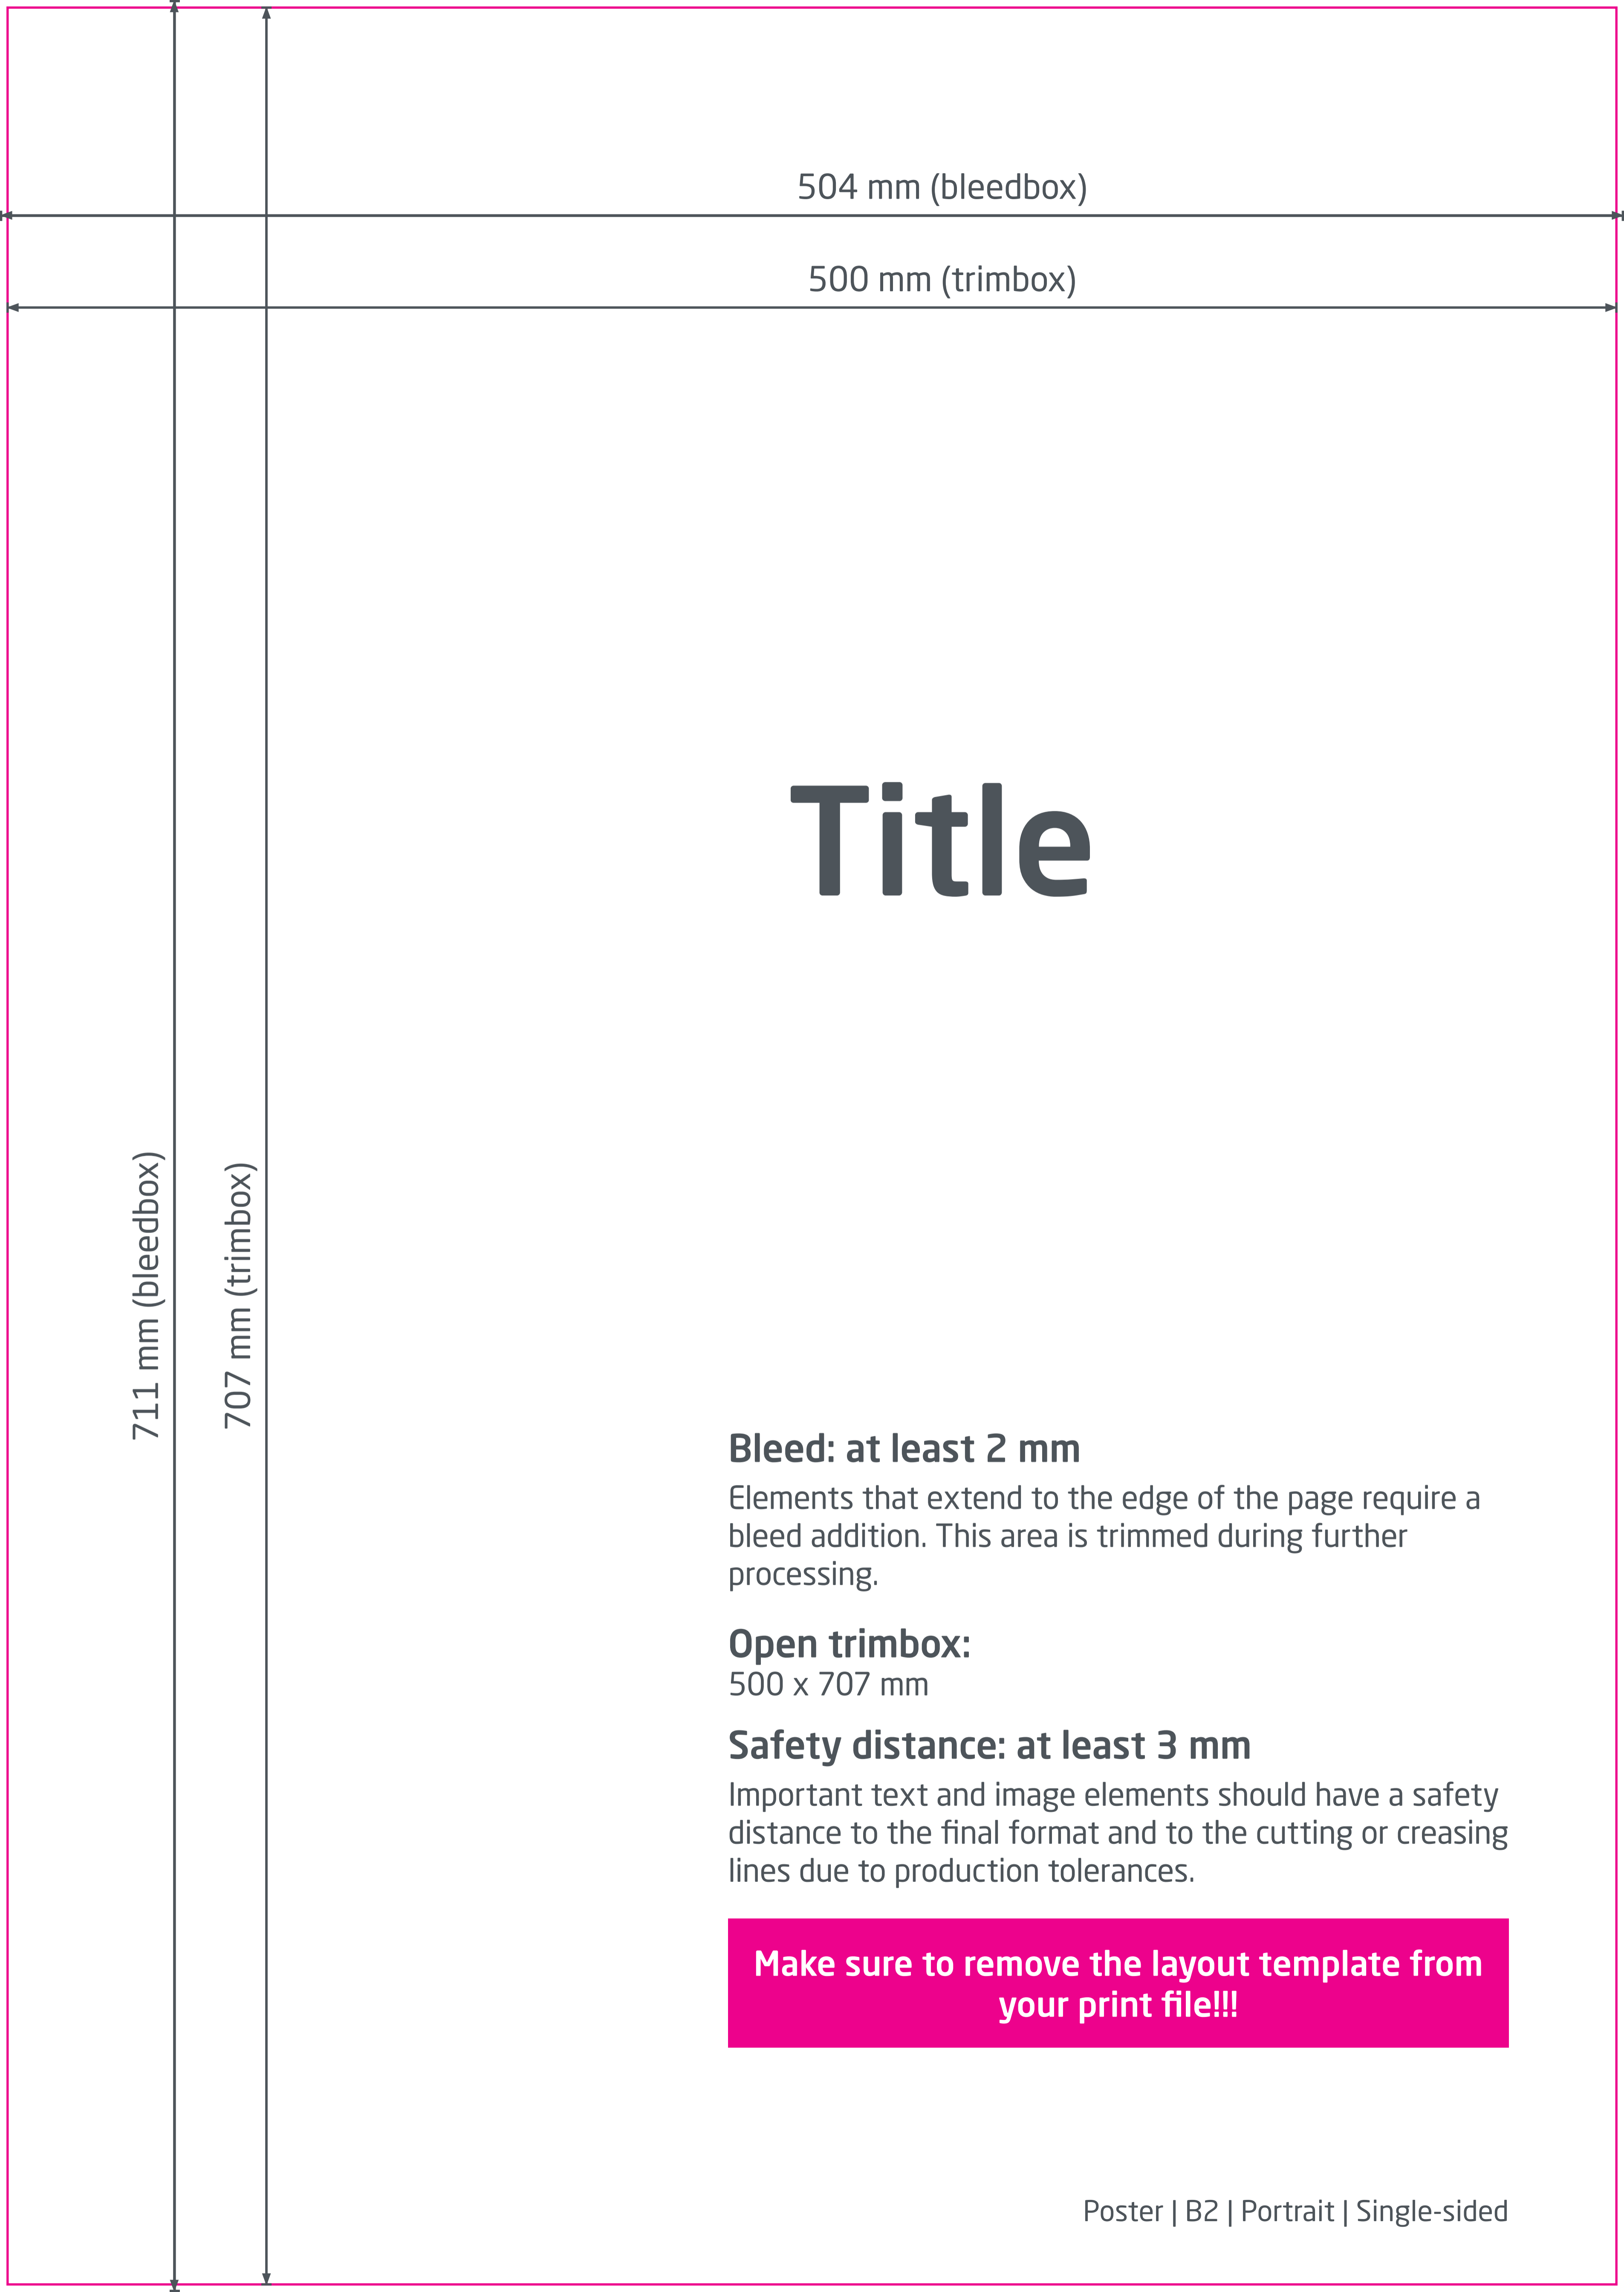 504 mm (bleedbox)
500 mm (trimbox)
Title
711 mm (bleedbox)
707 mm (trimbox)
Bleed: at least 2 mm
Elements that extend to the edge of the page require a
bleed addition. This area is trimmed during further
processing.
Open trimbox:
500 x 707 mm
Safety distance: at least 3 mm
Important text and image elements should have a safety
distance to the final format and to the cutting or creasing
lines due to production tolerances.
Make sure to remove the layout template from
your print file!!!
Poster | B2 | Portrait | Single-sided